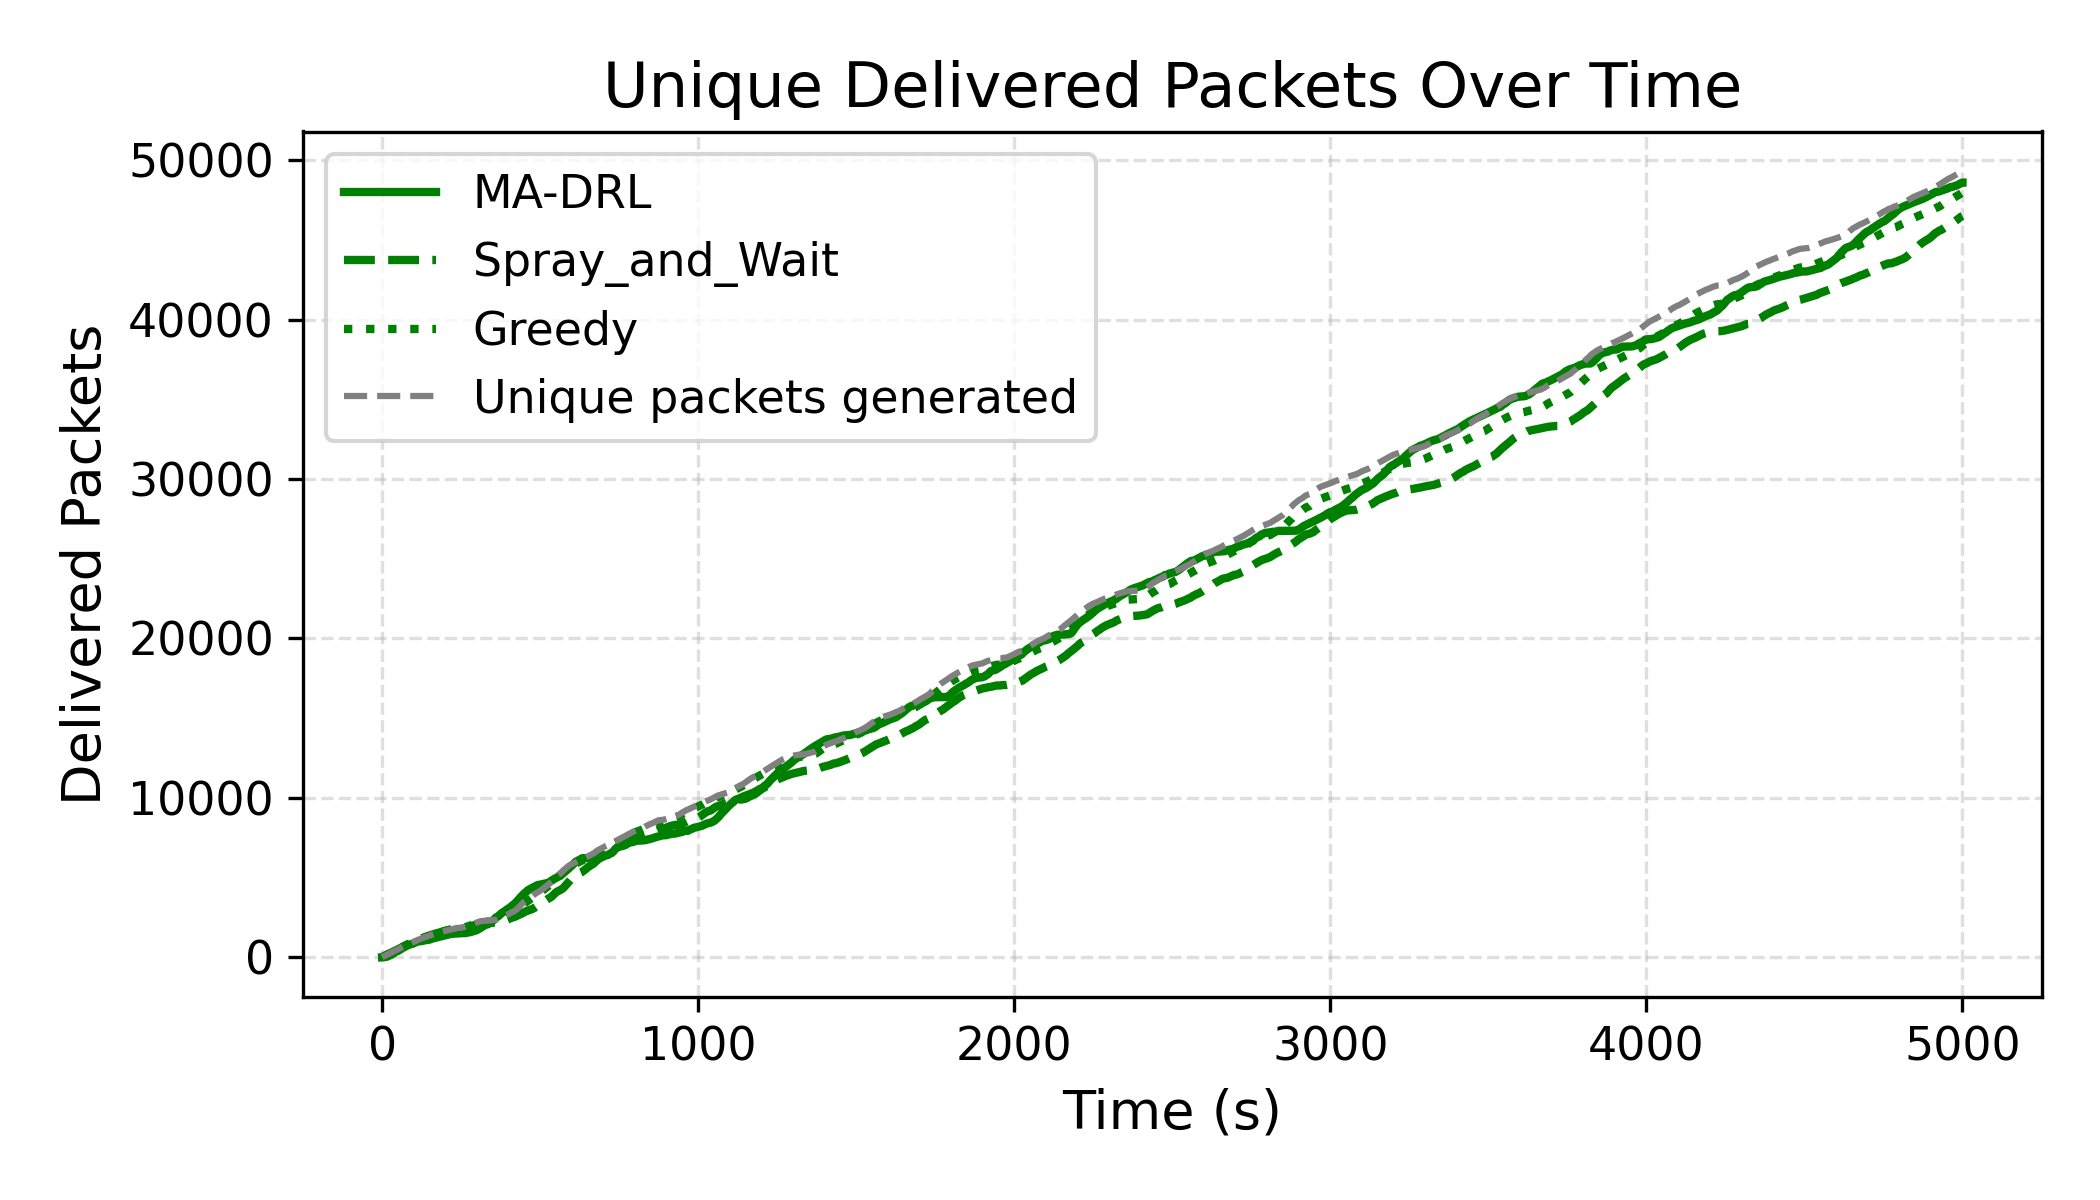 Unique Delivered Packets Over Time
Delivered Packets
50000
40000
30000
20000
10000
0
MA-DRL
Spray_and_Wait
Greedy
Unique packets generated
0 1000 2000 3000 4000 5000
Time (s)